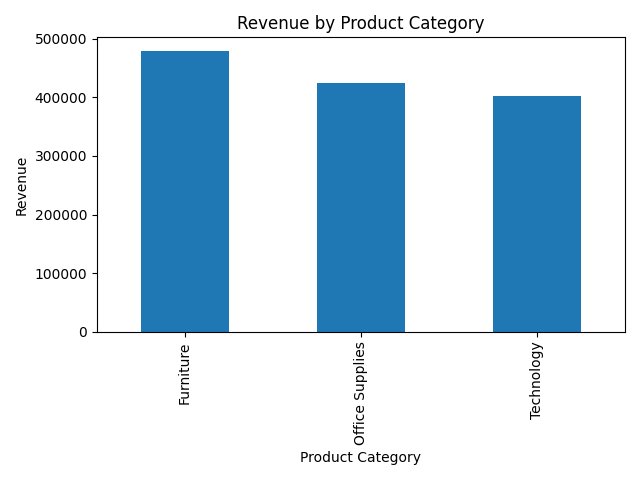 Revenue by Product Category
500000
400000
300000
200000
100000
0
Revenue
Furniture
Office Supplies
Technology
Product Category